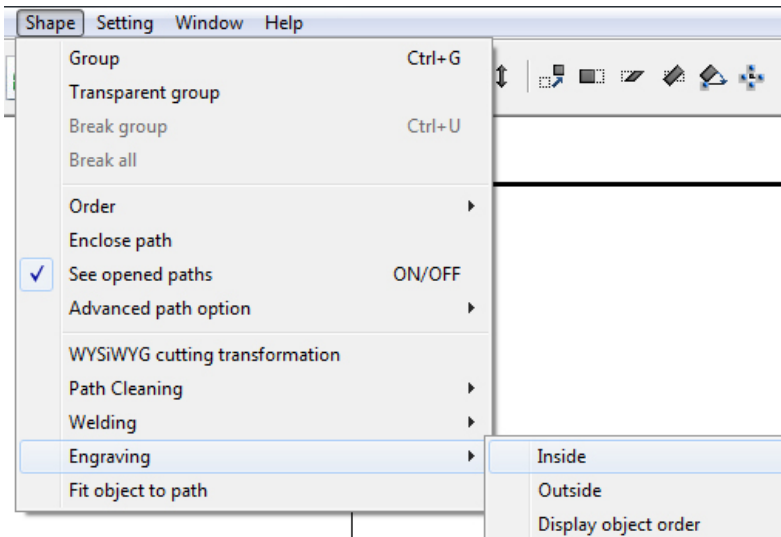 Shape Setting Window Help
Group Ctrl+G
Transparent group
Break group Ctrl+U
Break all
Order
Enclose path
See opened paths ON/OFF
Advanced path option
WYSiWYG cutting transformation
Path Cleaning
Welding
Engraving
Inside
Fit object to path
Outside
Display object order